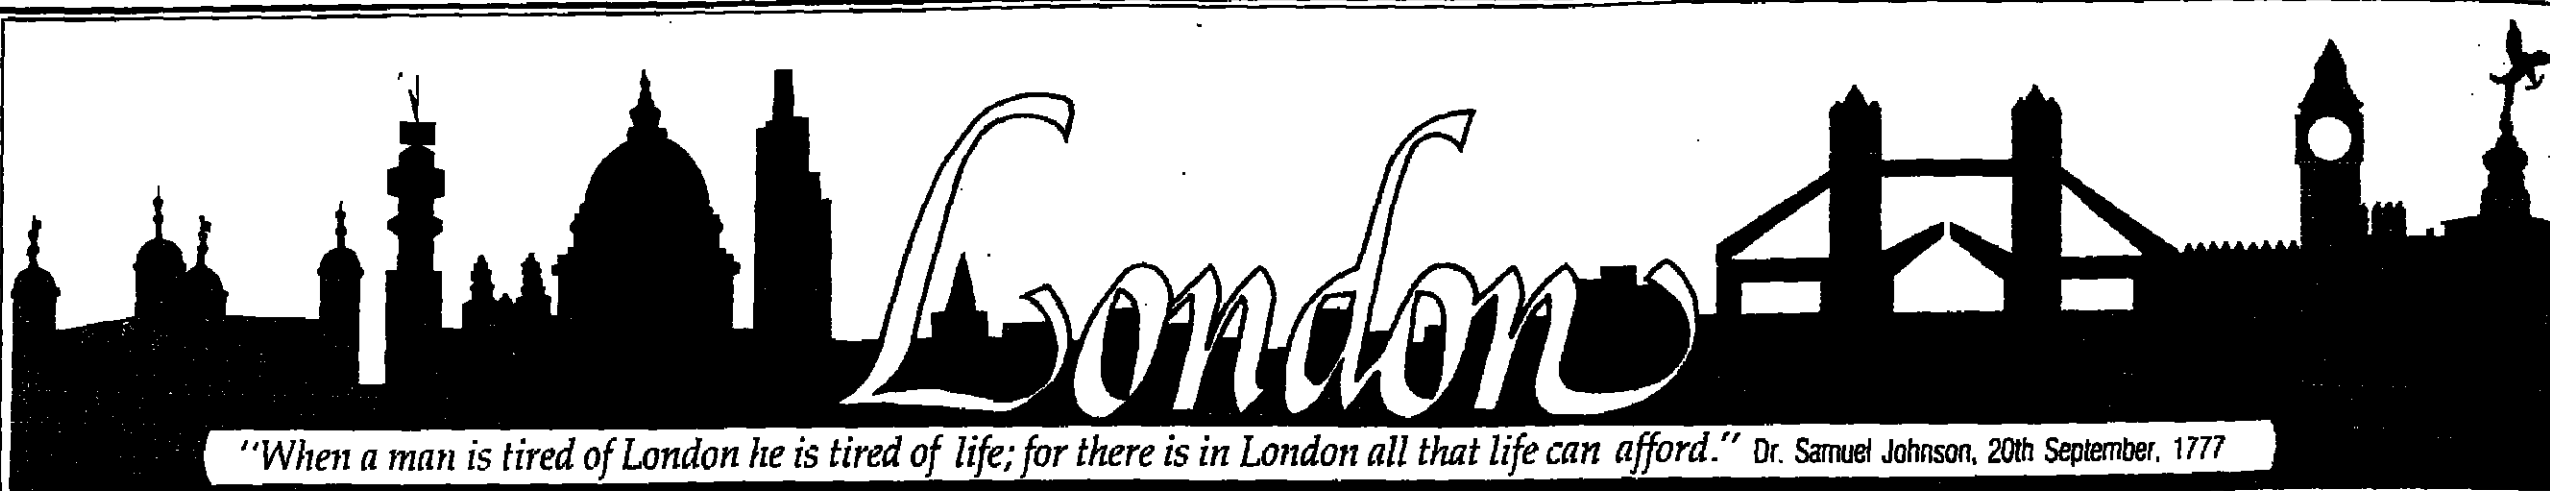 London
"When a man is tired of London he is tired of life; for there is in London all that life can afford." Dr. Samuel Johnson, 20th September, 1777